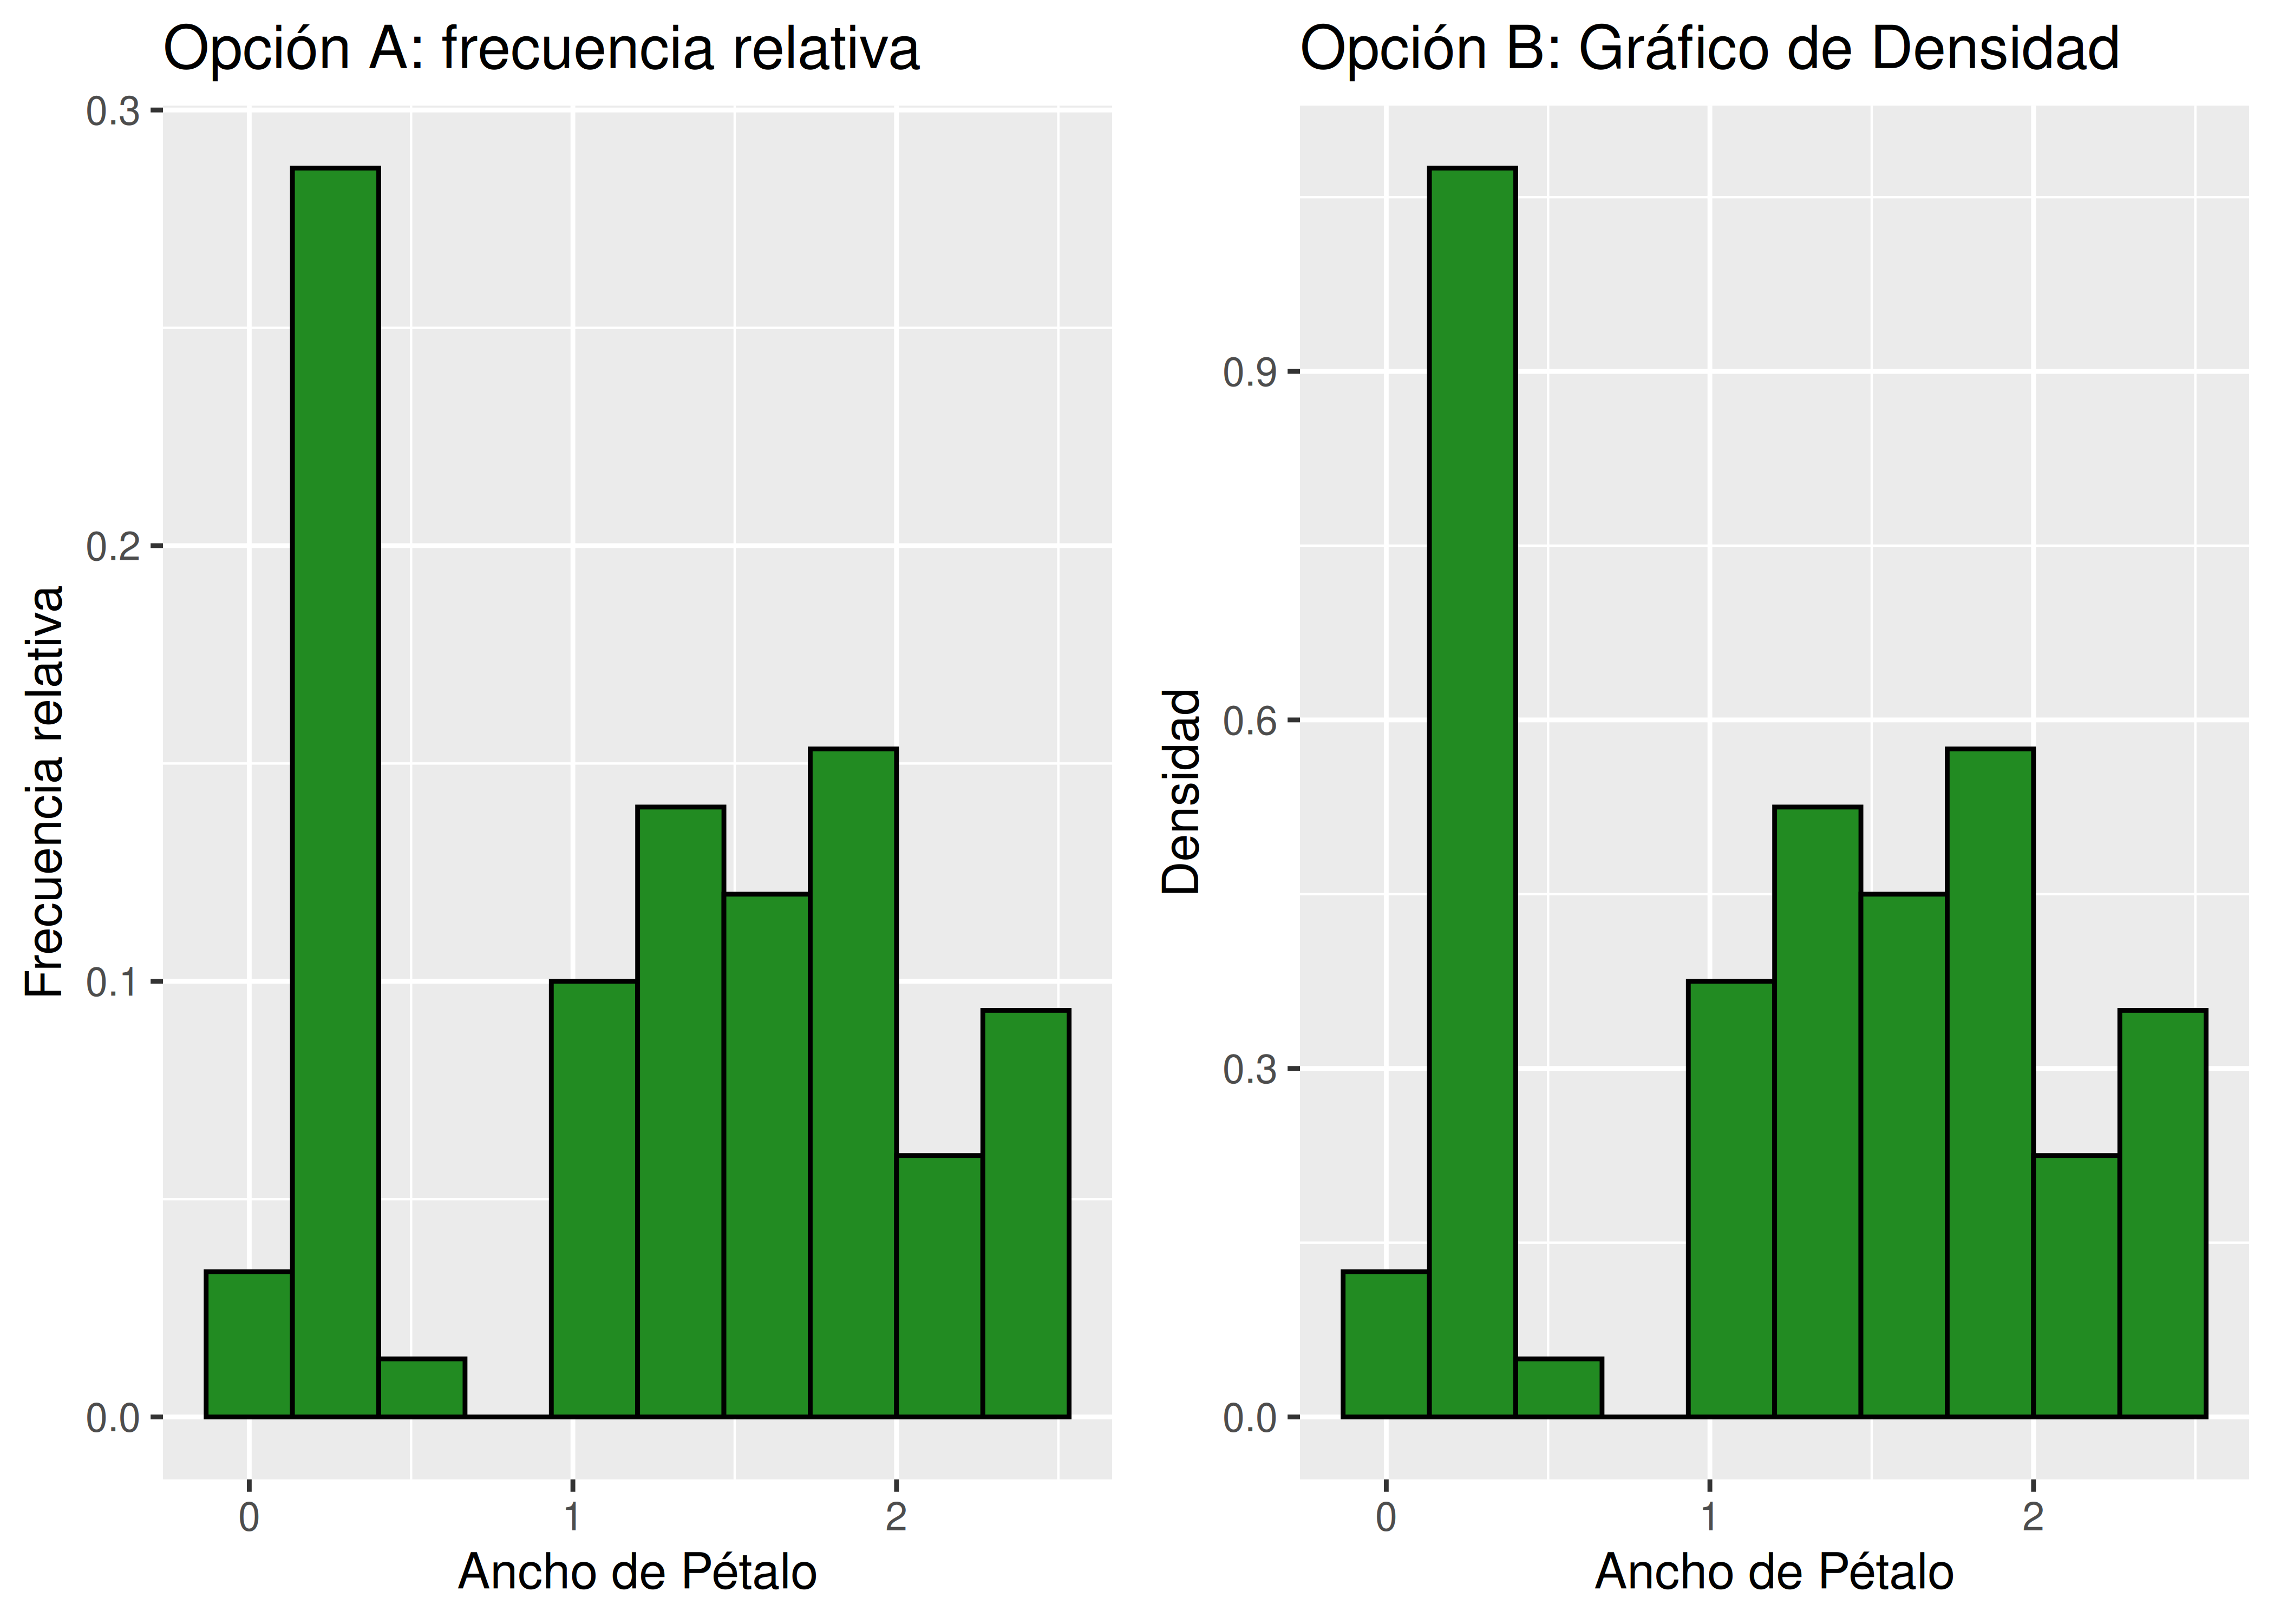 Opción A: frecuencia relativa
Frecuencia relativa
0.3
0.2
0.1
0.0
0
1
2
Ancho de Pétalo
Opción B: Gráfico de Densidad
Densidad
0.9
0.6
0.3
0.0
0
1
2
Ancho de Pétalo